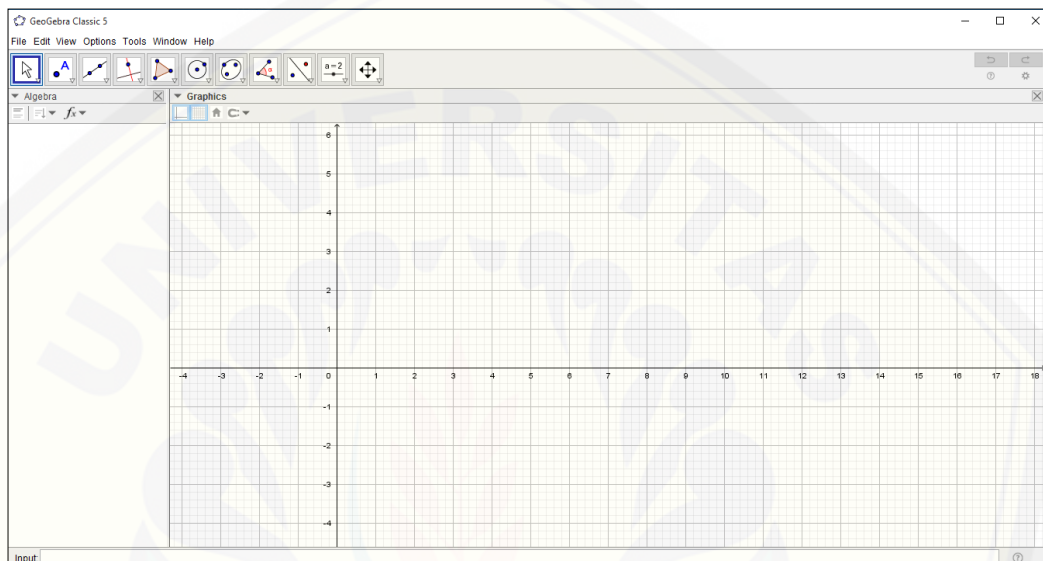 GeoGebra Classic 5
File Edit View Options Tools Window Help
A
a = 2
Algebra
Graphics
fx
6
5
4
3
2
1
-4 -3 -2 -1 0 1 2 3 4 5 6 7 8 9 10 11 12 13 14 15 16 17 18
-1
-2
-3
-4
Input:
UNIVERSITAS